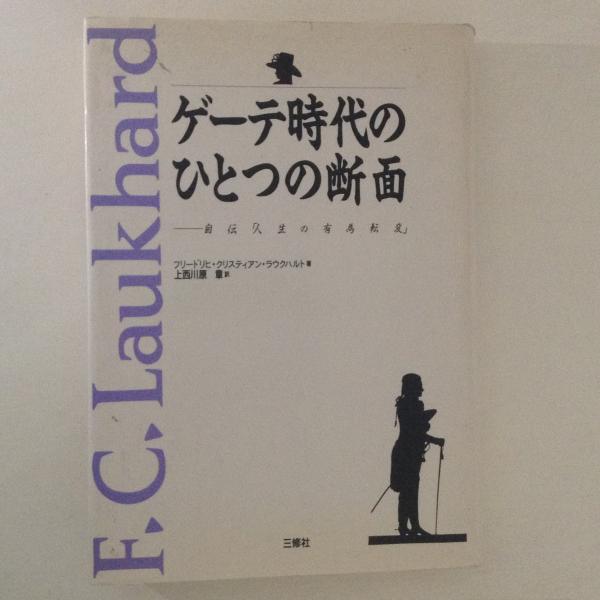 F. C. Laukhard
ゲーテ時代の
ひとつの断面
――自伝「人生の有為転変」
フリードリヒ・クリスティアン・ラウクハルト 著
上西川原 章 訳
三修社